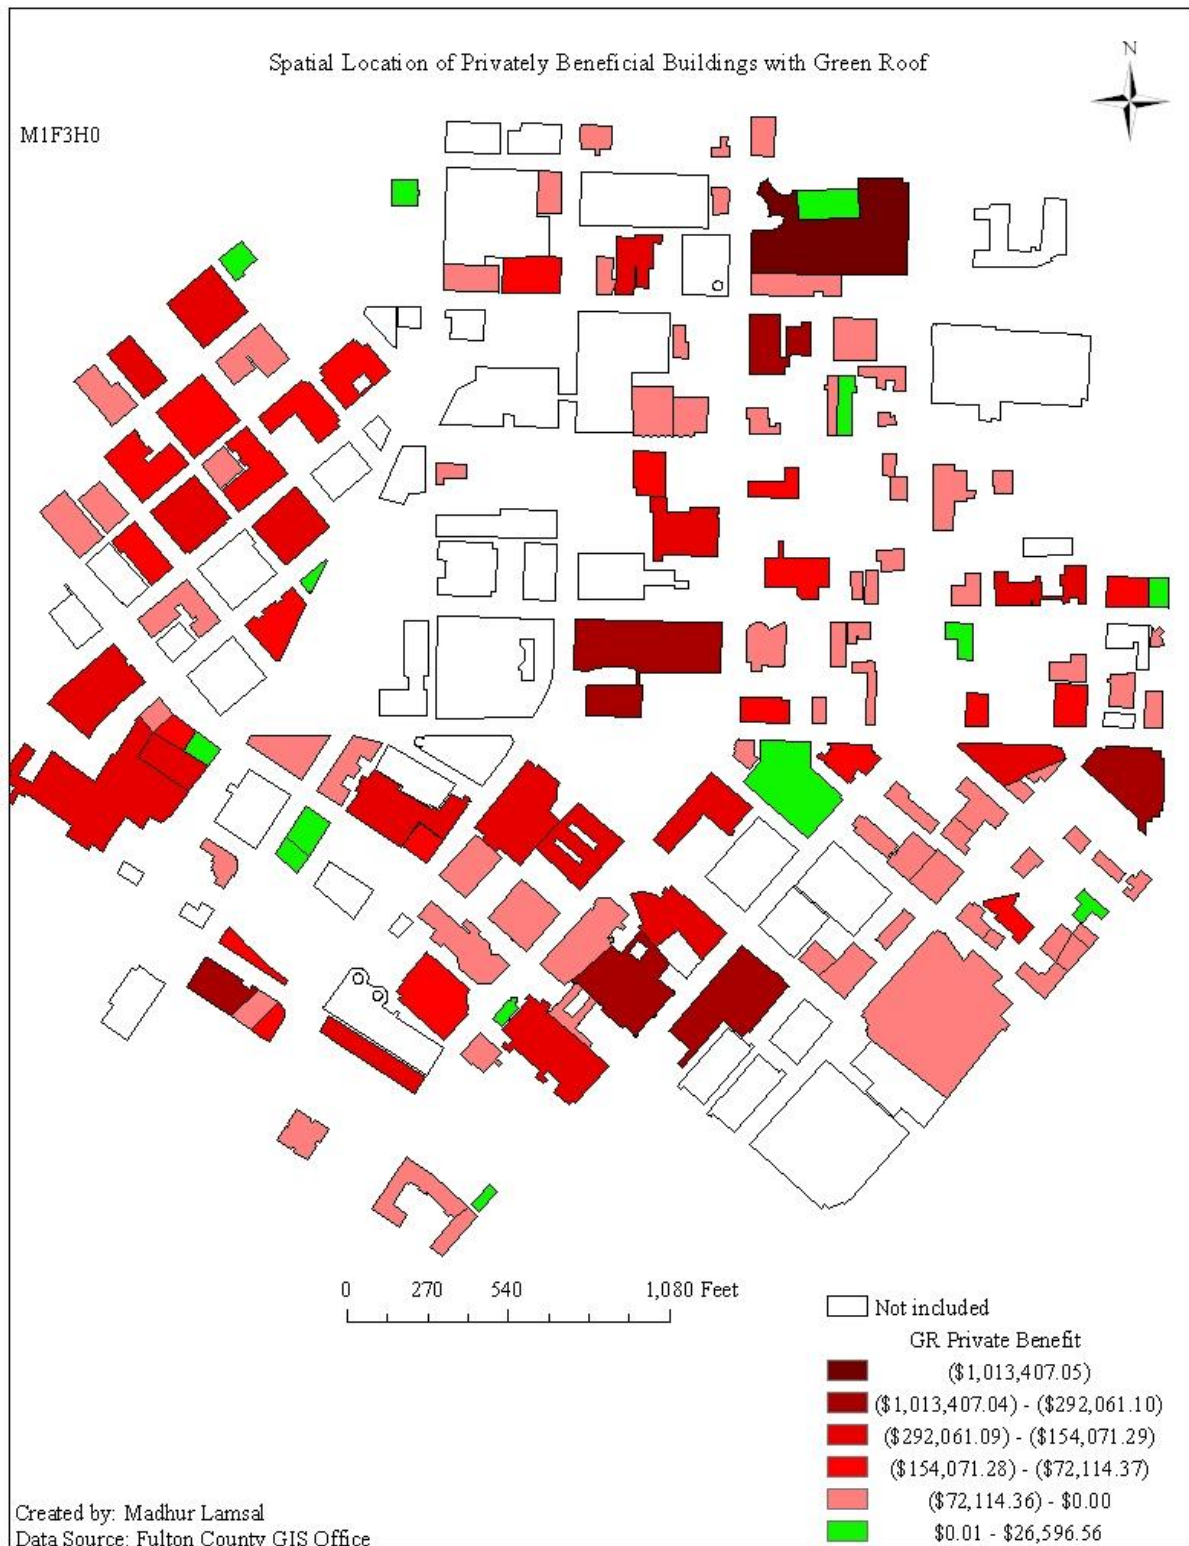 Spatial Location of Privately Beneficial Buildings with Green Roof
N
M1F3H0
0 270 540 1,080 Feet
Not included
GR Private Benefit
($1,013,407.05)
($1,013,407.04) - ($292,061.10)
($292,061.09) - ($154,071.29)
($154,071.28) - ($72,114.37)
($72,114.36) - $0.00
$0.01 - $26,596.56
Created by: Madhur Lamsal
Data Source: Fulton County GIS Office